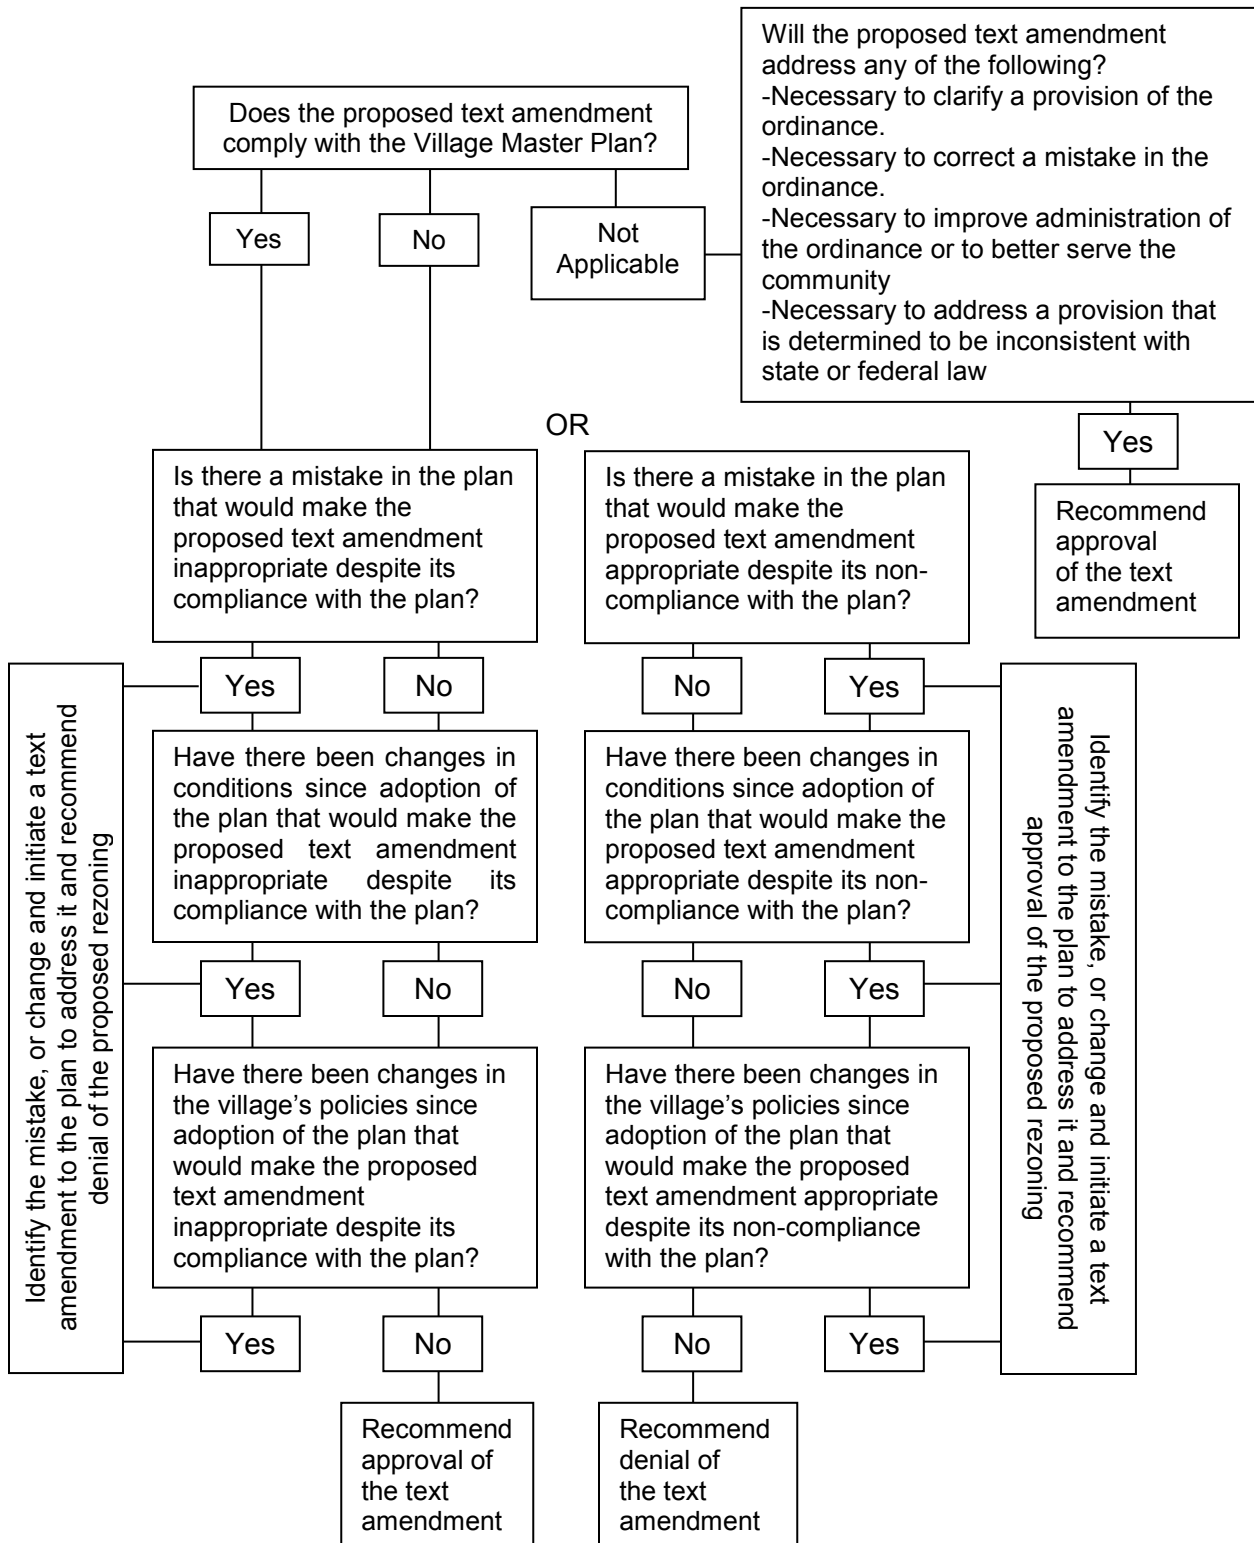 Does the proposed text amendment
comply with the Village Master Plan?
Will the proposed text amendment
address any of the following?
-Necessary to clarify a provision of the
ordinance.
-Necessary to correct a mistake in the
ordinance.
-Necessary to improve administration of
the ordinance or to better serve the
community
-Necessary to address a provision that
is determined to be inconsistent with
state or federal law
Yes
No
Not
Applicable
OR
Yes
Recommend
approval
of the text
amendment
Is there a mistake in the plan
that would make the
proposed text amendment
inappropriate despite its
compliance with the plan?
Is there a mistake in the plan
that would make the
proposed text amendment
appropriate despite its non-
compliance with the plan?
Yes
No
No
Yes
Identify the mistake, or change and initiate a text
amendment to the plan to address it and recommend
denial of the proposed rezoning
Have there been changes in
conditions since adoption of
the plan that would make the
proposed text amendment
inappropriate despite its
compliance with the plan?
Have there been changes in
conditions since adoption of
the plan that would make the
proposed text amendment
appropriate despite its non-
compliance with the plan?
Identify the mistake, or change and initiate a text
amendment to the plan to address it and recommend
approval of the proposed rezoning
Yes
No
No
Yes
Have there been changes in
the village’s policies since
adoption of the plan that
would make the proposed
text amendment
inappropriate despite its
compliance with the plan?
Have there been changes in
the village’s policies since
adoption of the plan that
would make the proposed
text amendment appropriate
despite its non-compliance
with the plan?
Yes
No
No
Yes
Recommend
approval of
the text
amendment
Recommend
denial of
the text
amendment